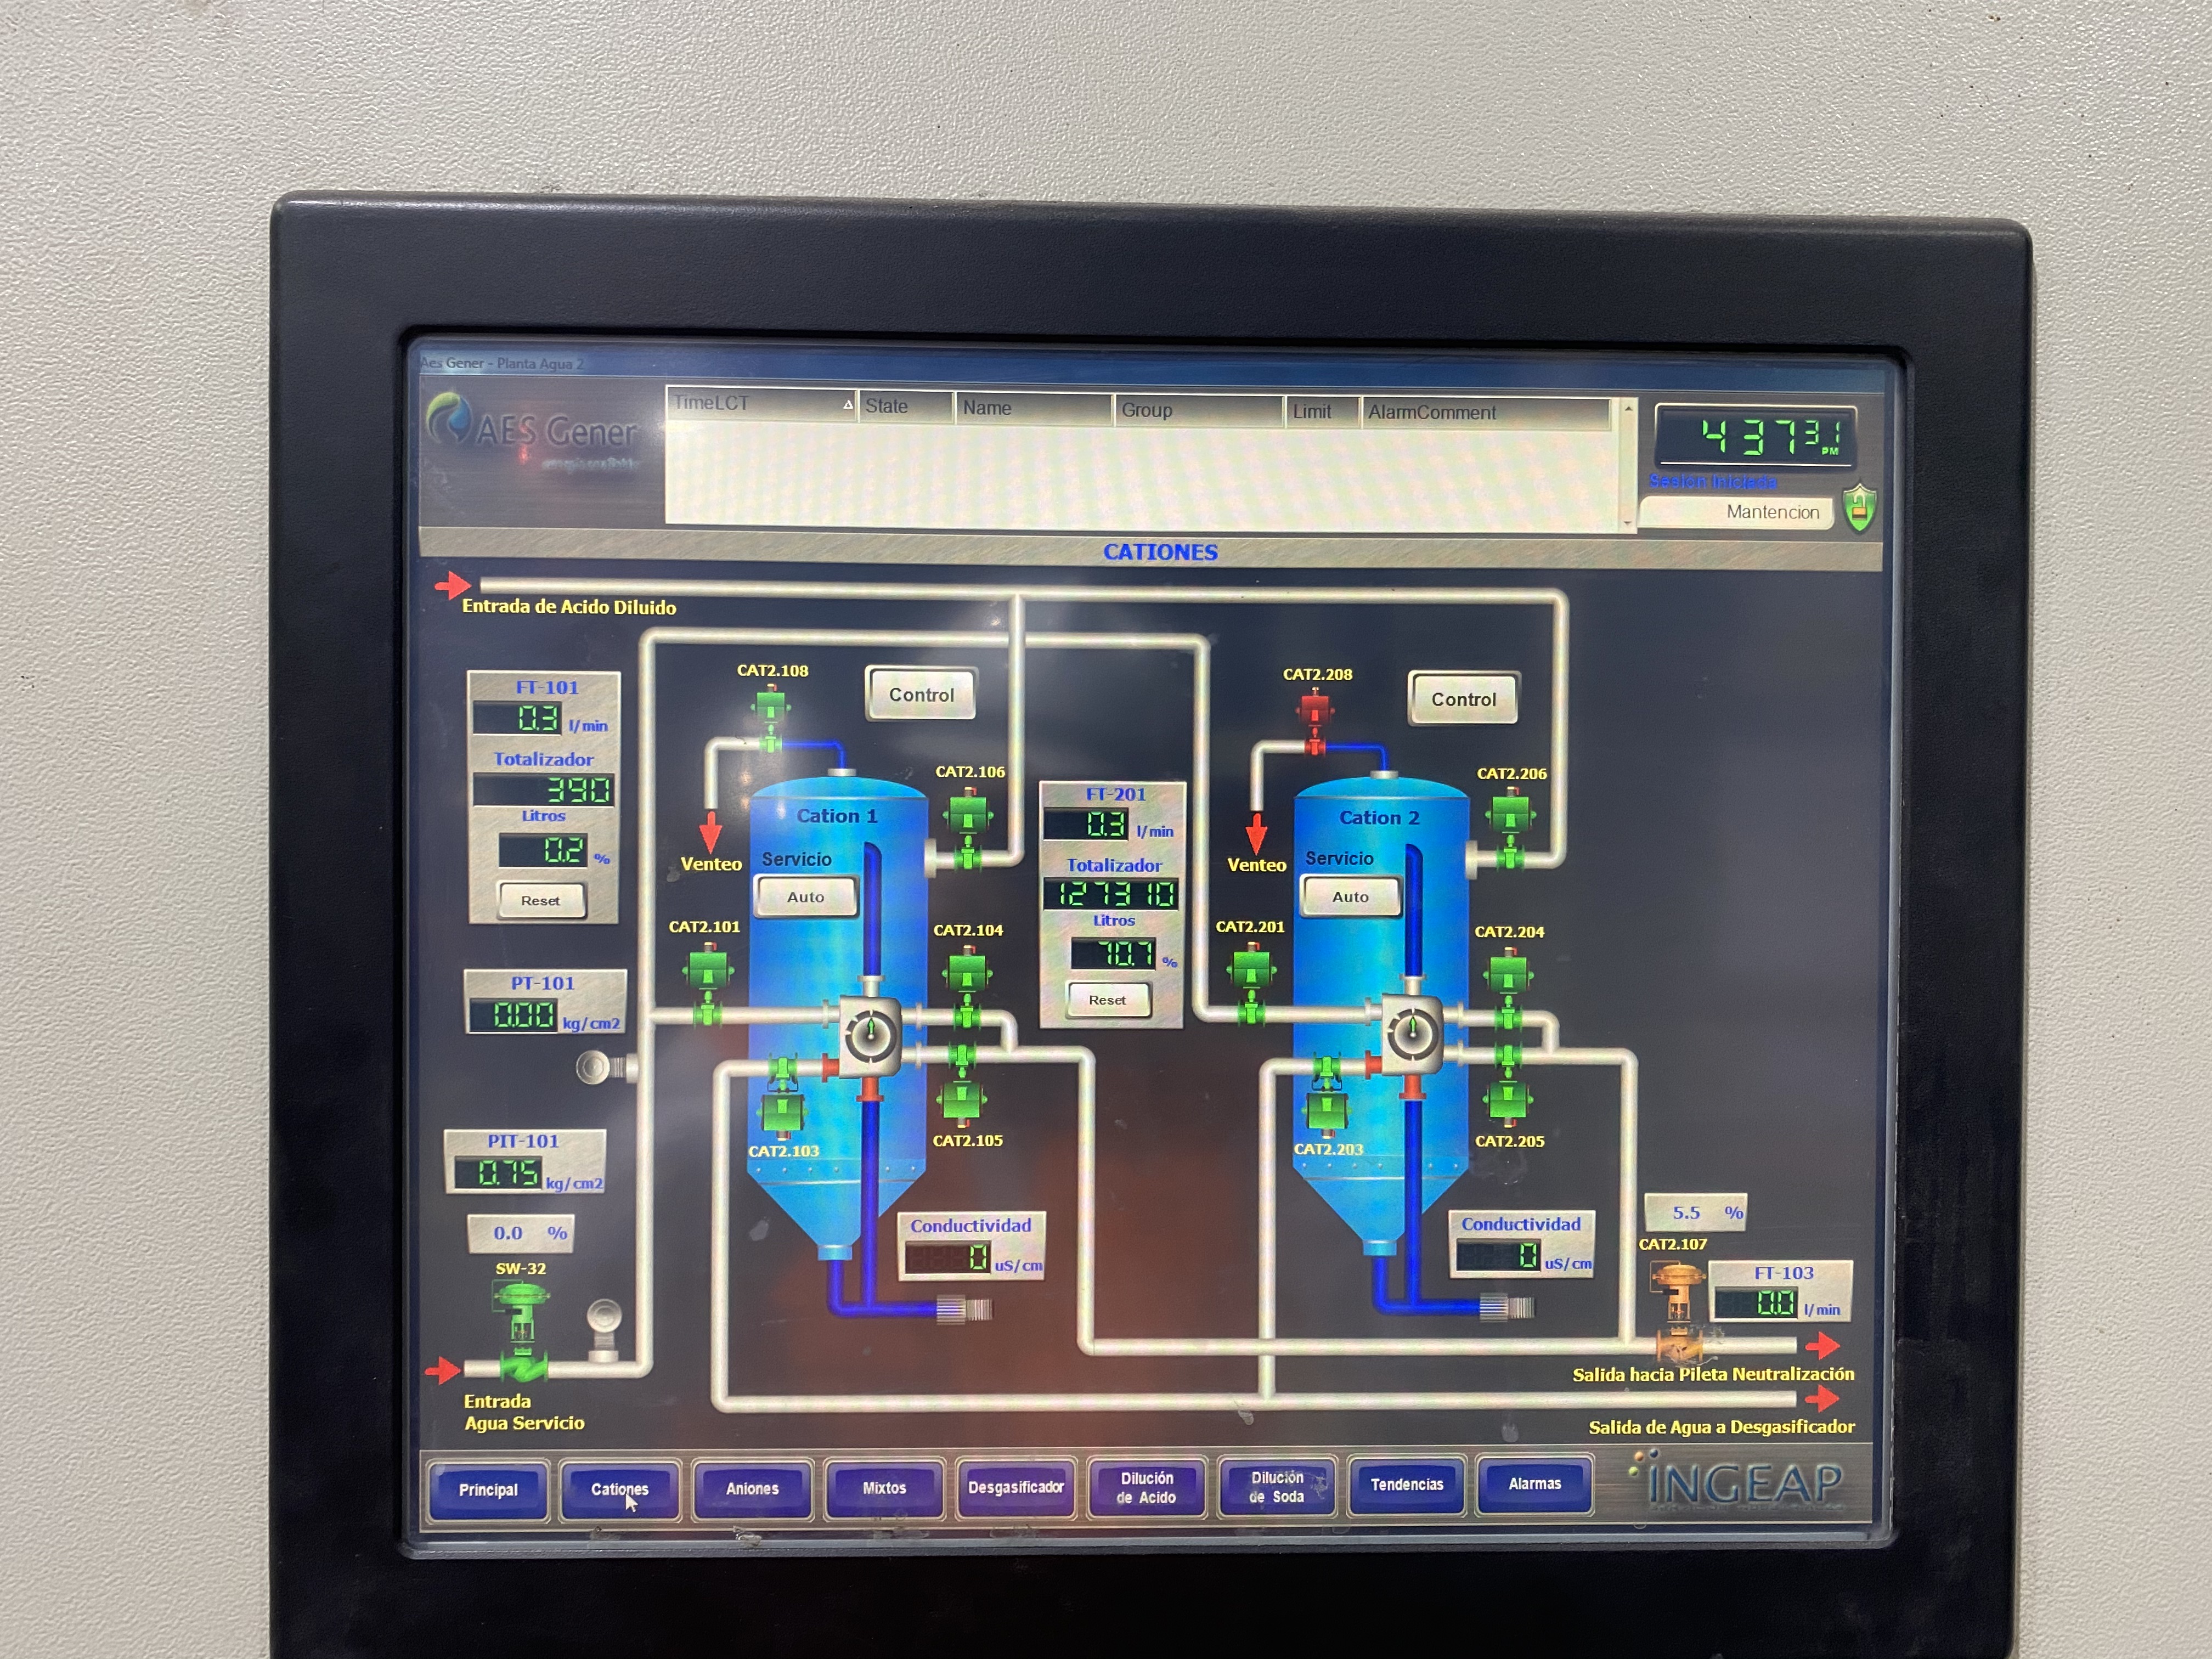 Aes Gener - Planta Agua 2
AES Gener
TimeLCT State Name Group Limit AlarmComment
4 37 31 PM
Sesión Iniciada
Mantencion
CATIONES
Entrada de Acido Diluido
FT-101
0.3 l/min
Totalizador
390
Litros
0.2 %
Reset
CAT2.108
Control
CAT2.106
Venteo
Cation 1
Servicio
Auto
CAT2.101
CAT2.104
CAT2.103
CAT2.105
FT-201
0.3 l/min
Totalizador
127310
Litros
70.7 %
Reset
CAT2.208
Control
CAT2.206
Venteo
Cation 2
Servicio
Auto
CAT2.201
CAT2.204
CAT2.203
CAT2.205
PT-101
0.00 kg/cm2
PIT-101
0.75 kg/cm2
0.0 %
SW-32
Entrada
Agua Servicio
Conductividad
0 uS/cm
Conductividad
0 uS/cm
5.5 %
CAT2.107
FT-103
0.0 l/min
Salida hacia Pileta Neutralización
Salida de Agua a Desgasificador
Principal
Cationes
Aniones
Mixtos
Desgasificador
Dilución
de Acido
Dilución
de Soda
Tendencias
Alarmas
INGEAP